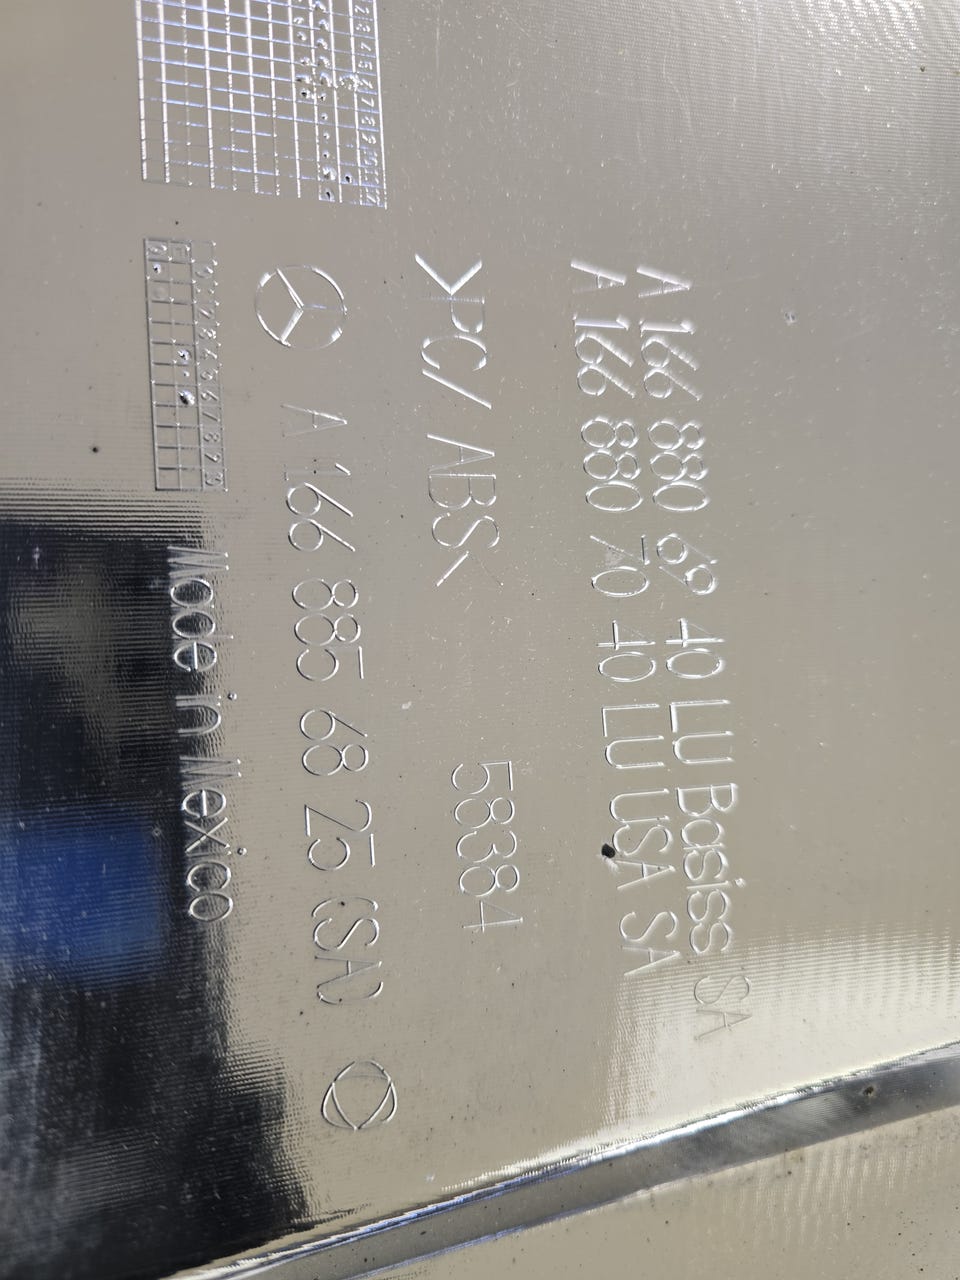 A 166 880 69 40 LU Basiss SA
A 166 880 70 40 LU USA SA
>PC/ ABS<
58384
A 166 885 68 25 (SA)
Made in Mexico